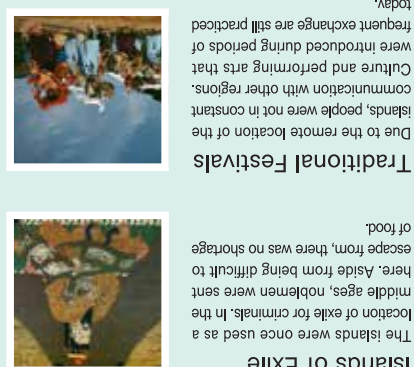 Islands of Exile
The islands were once used as a
location of exile for criminals. In the
middle ages, noblemen were sent
here. Aside from being difficult to
escape from, there was no shortage
of food.
Traditional Festivals
Due to the remote location of the
islands, people were not in constant
communication with other regions.
Culture and performing arts that
were introduced during periods of
frequent exchange are still practiced
today.